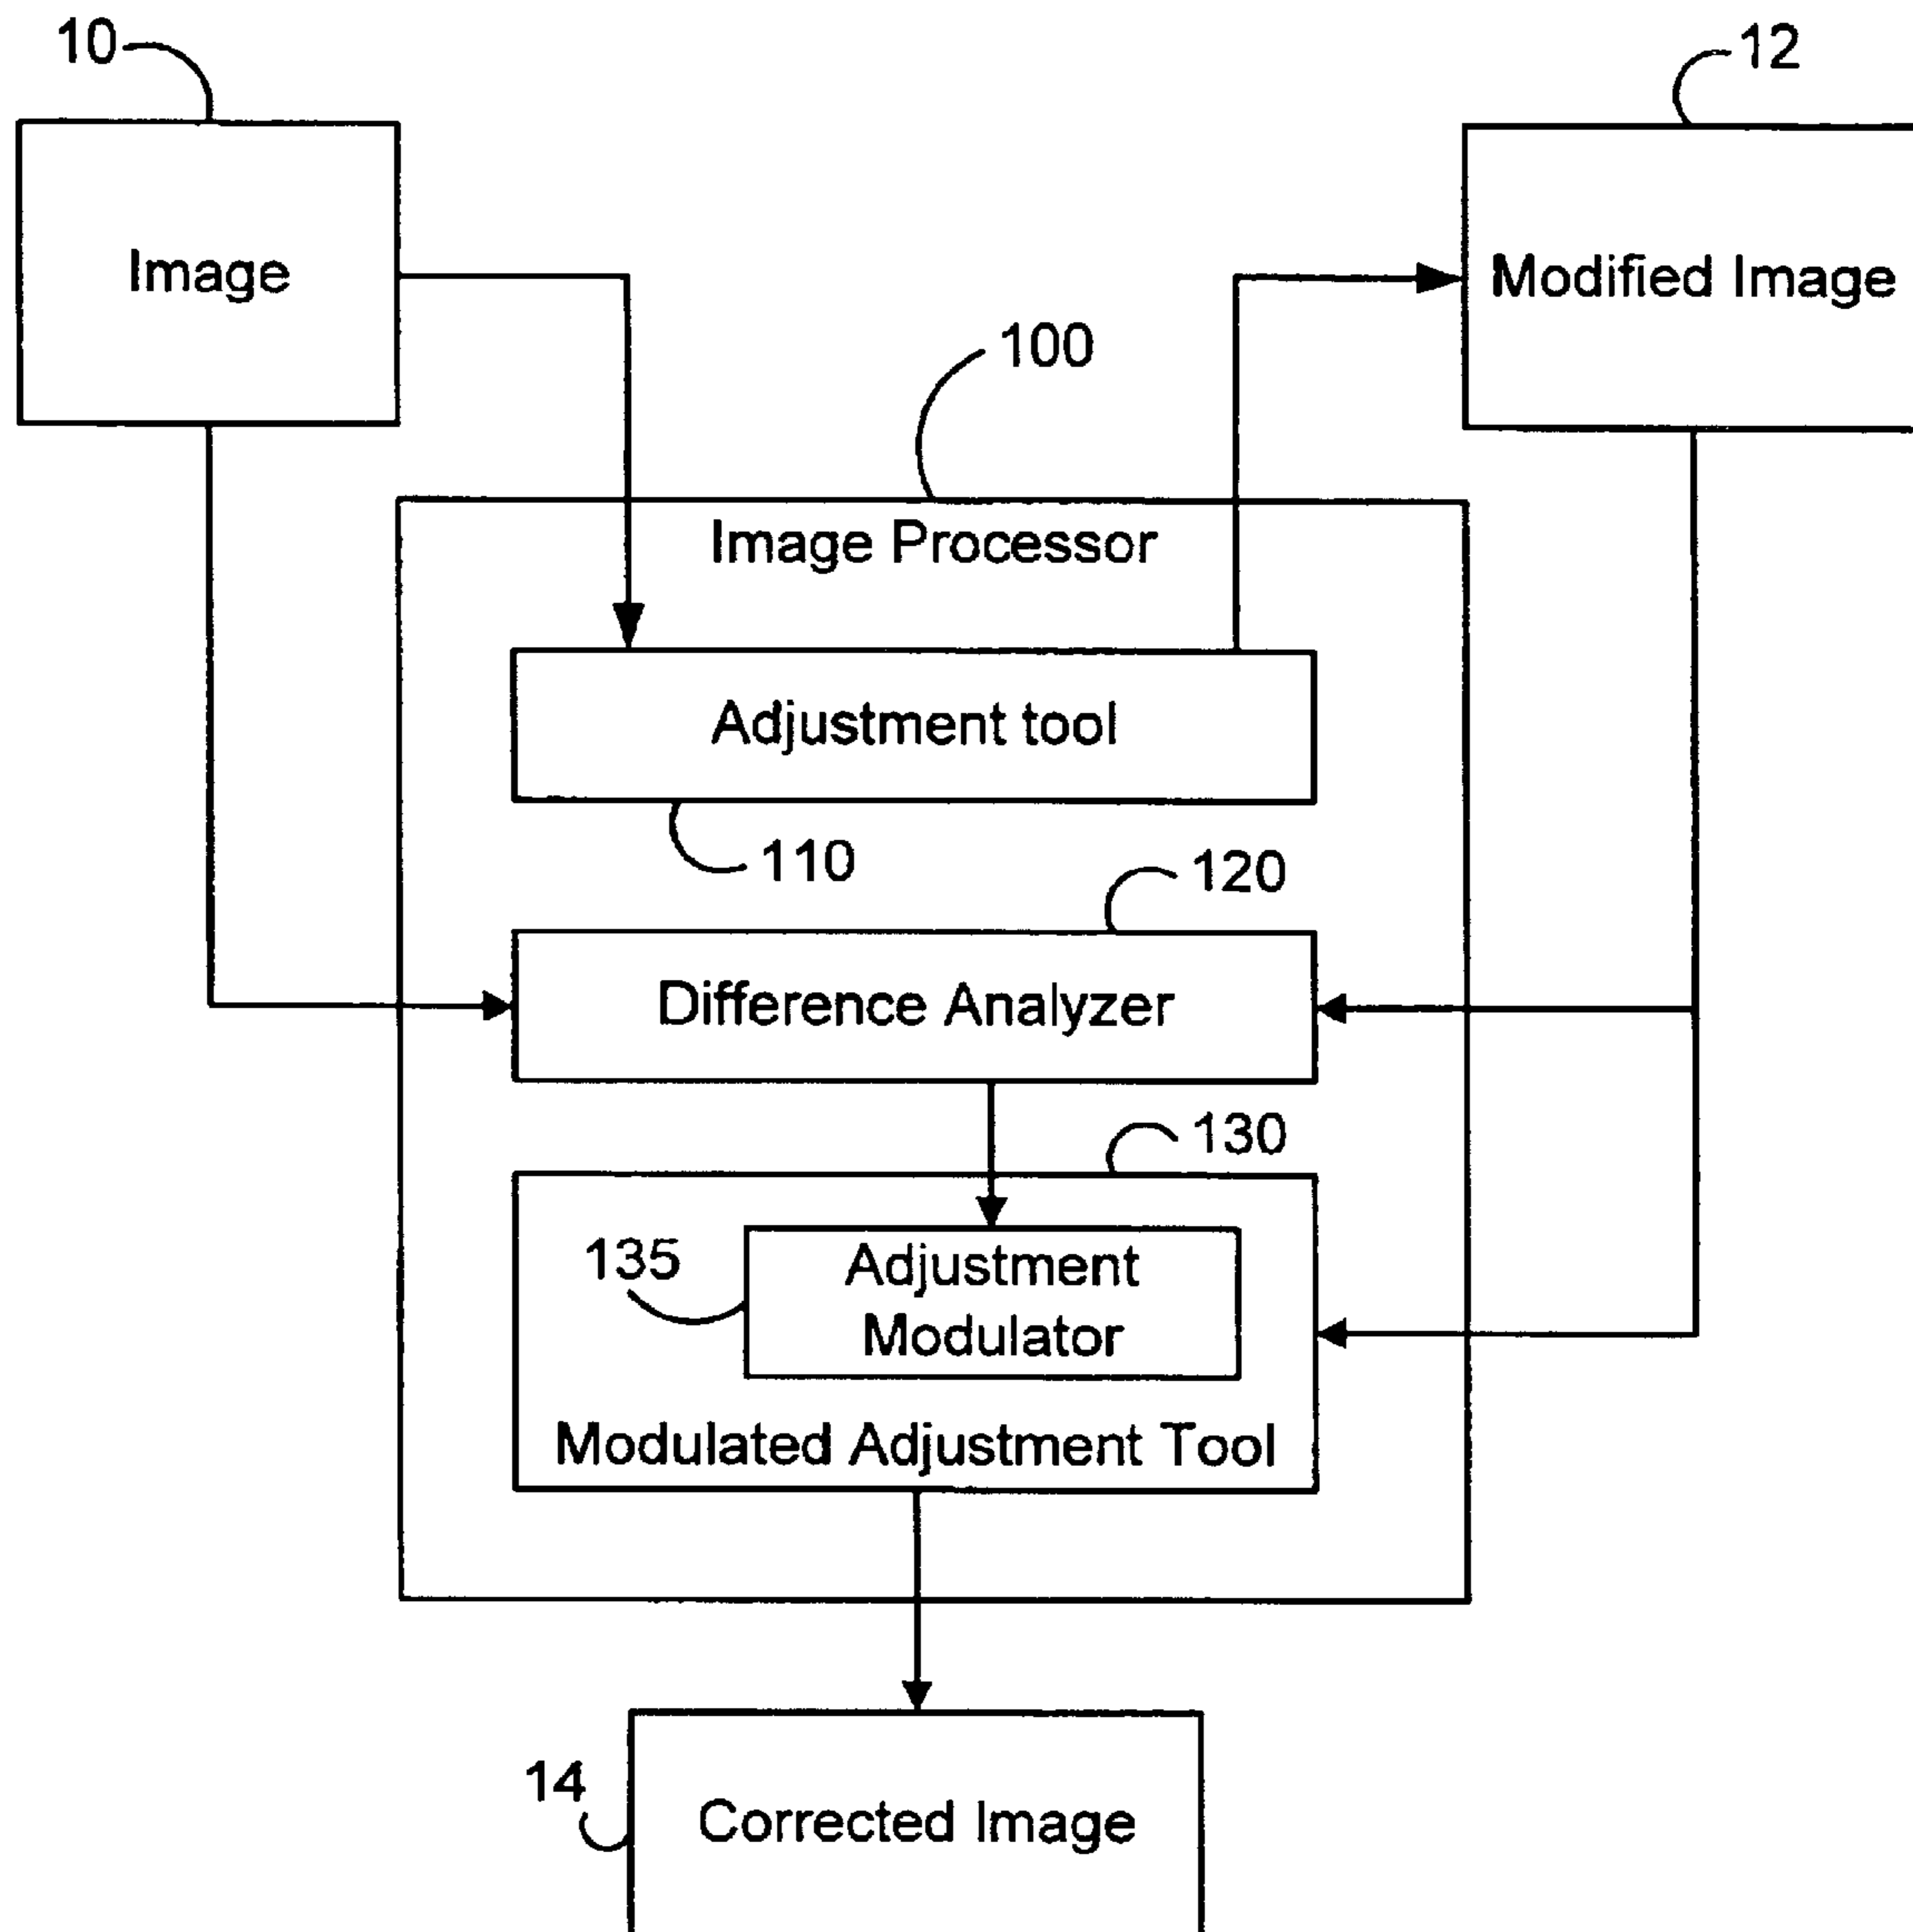 10
12
Image
Modified Image
100
Image Processor
Adjustment tool
110
120
Difference Analyzer
130
135
Adjustment
Modulator
Modulated Adjustment Tool
14
Corrected Image